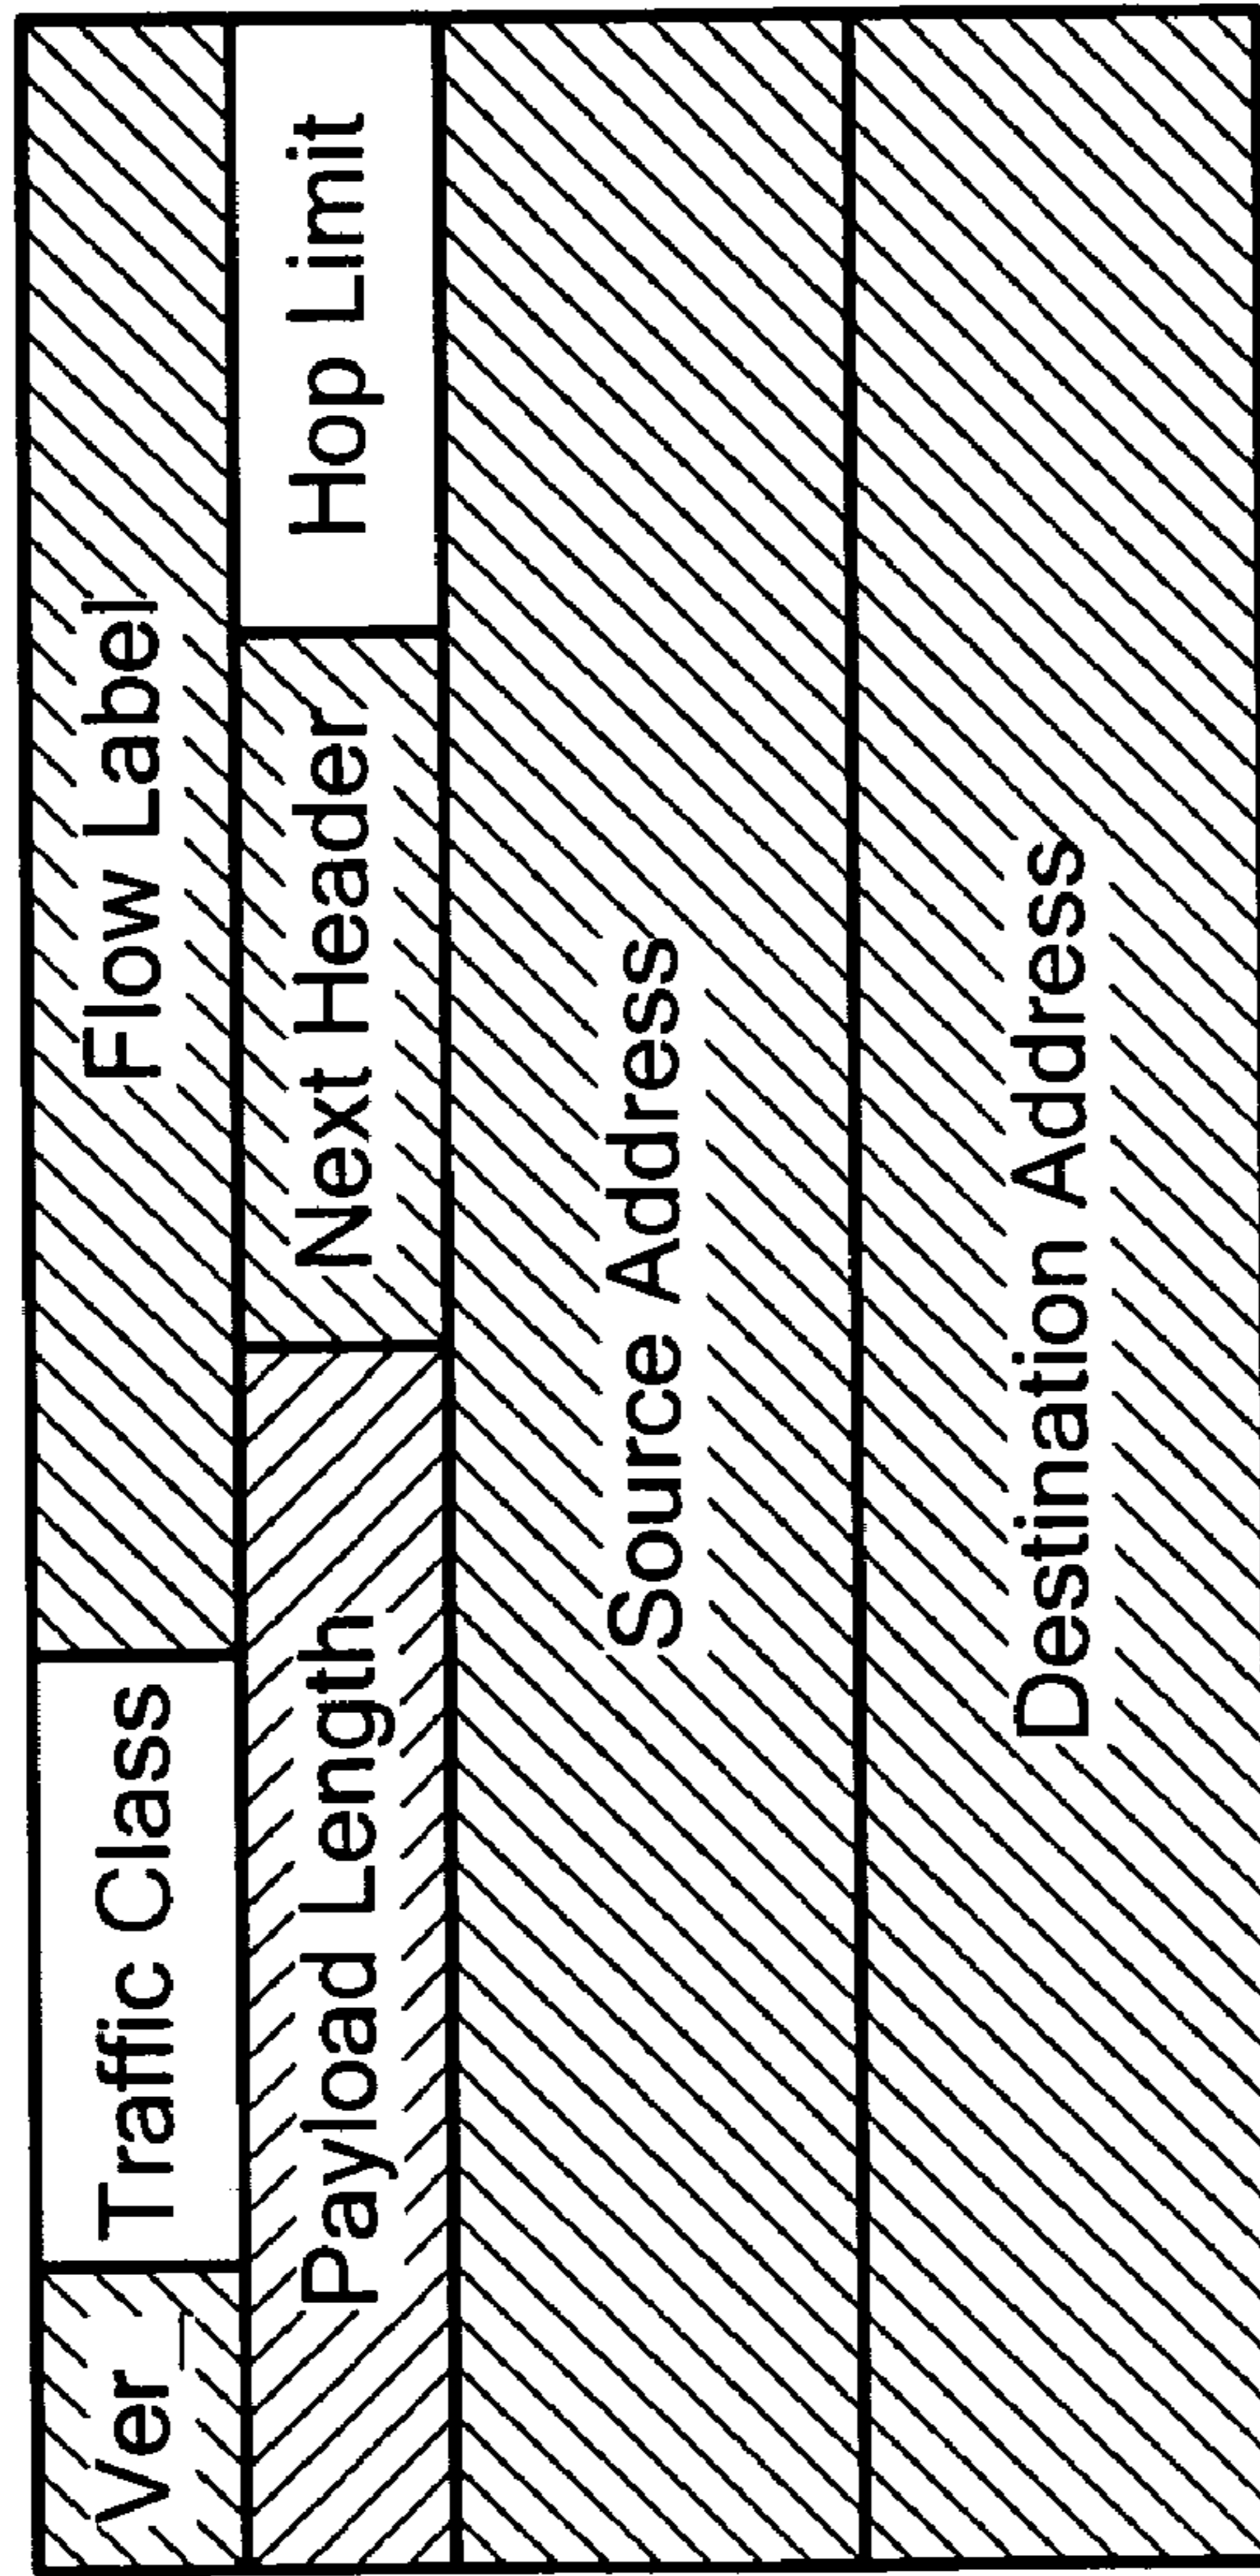 Ver Traffic Class Flow Label
Payload Length Next Header Hop Limit
Source Address
Destination Address